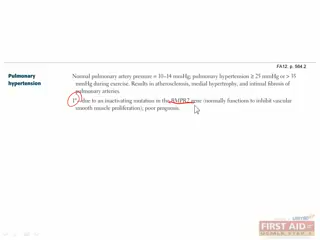 FA12, p. 584.2
Pulmonary Normal pulmonary artery pressure = 10–14 mmHg; pulmonary hypertension ≥ 25 mmHg or > 35
hypertension mmHg during exercise. Results in atherosclerosis, medial hypertrophy, and intimal fibrosis of
pulmonary arteries.
1° due to an inactivating mutation in the BMPR2 gene (normally functions to inhibit vascular
smooth muscle proliferation); poor prognosis.
FIRST AID